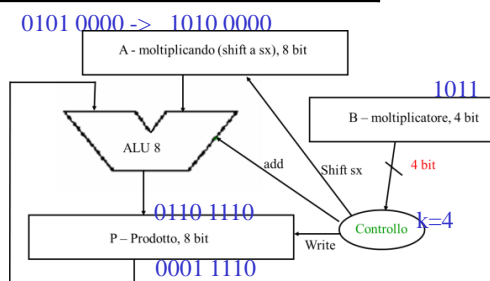 0101 0000 -> 1010 0000
A - moltiplicando (shift a sx), 8 bit
1011
B – moltiplicatore, 4 bit
ALU 8
add
Shift sx
4 bit
0110 1110
Controllo
k=4
P – Prodotto, 8 bit
Write
0001 1110